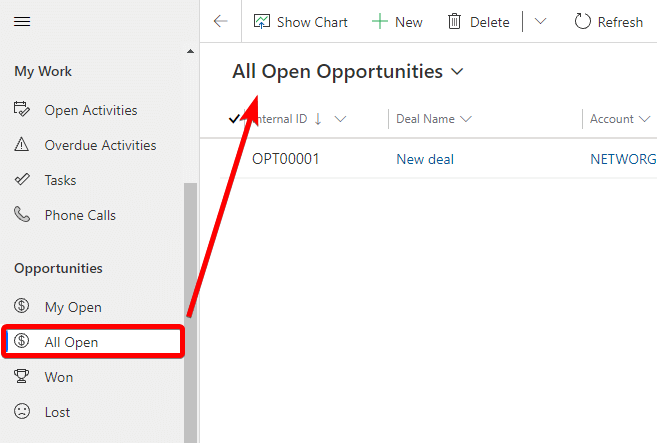 Show Chart
New
Delete
Refresh
My Work
Open Activities
Overdue Activities
Tasks
Phone Calls
Opportunities
My Open
All Open
Won
Lost
All Open Opportunities
nternal ID Deal Name Account
OPT00001 New deal NETWORG